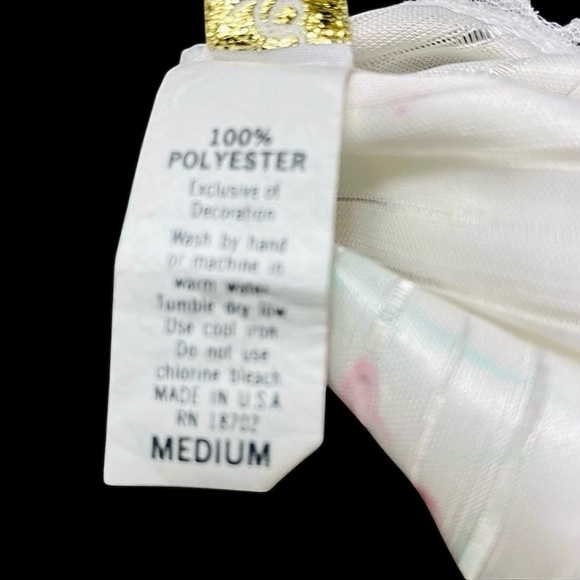 100%
POLYESTER
Exclusive of
Decoration
Wash by hand
or machine in
warm water.
Tumble dry low.
Use cool iron.
Do not use
chlorine bleach.
MADE IN U.S.A.
RN 18702
MEDIUM